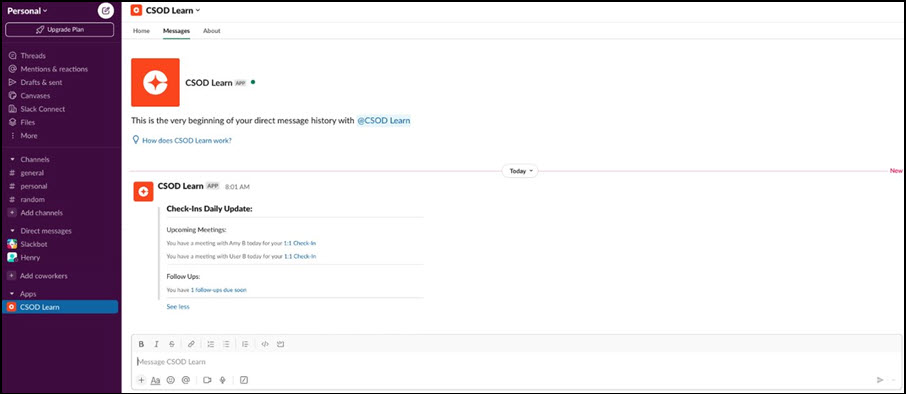 Personal
Upgrade Plan
Threads
Mentions & reactions
Drafts & sent
Canvases
Slack Connect
Files
More
Channels
# general
# personal
# random
Add channels
Direct messages
Slackbot
Henry
Add coworkers
Apps
CSOD Learn
CSOD Learn
Home Messages About
CSOD Learn APP
This is the very beginning of your direct message history with @CSOD Learn
How does CSOD Learn work?
Today
New
CSOD Learn APP 8:01 AM
Check-Ins Daily Update:
Upcoming Meetings:
You have a meeting with Amy B today for your 1:1 Check-In
You have a meeting with User B today for your 1:1 Check-In
Follow Ups:
You have 1 follow-ups due soon
See less
B I S
Message CSOD Learn
Aa